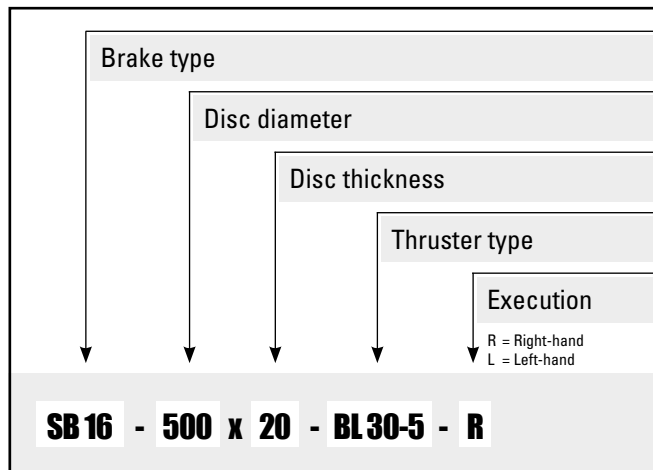 Brake type
Disc diameter
Disc thickness
Thruster type
Execution
R = Right-hand
L = Left-hand
SB 16 - 500 x 20 - BL 30-5 - R